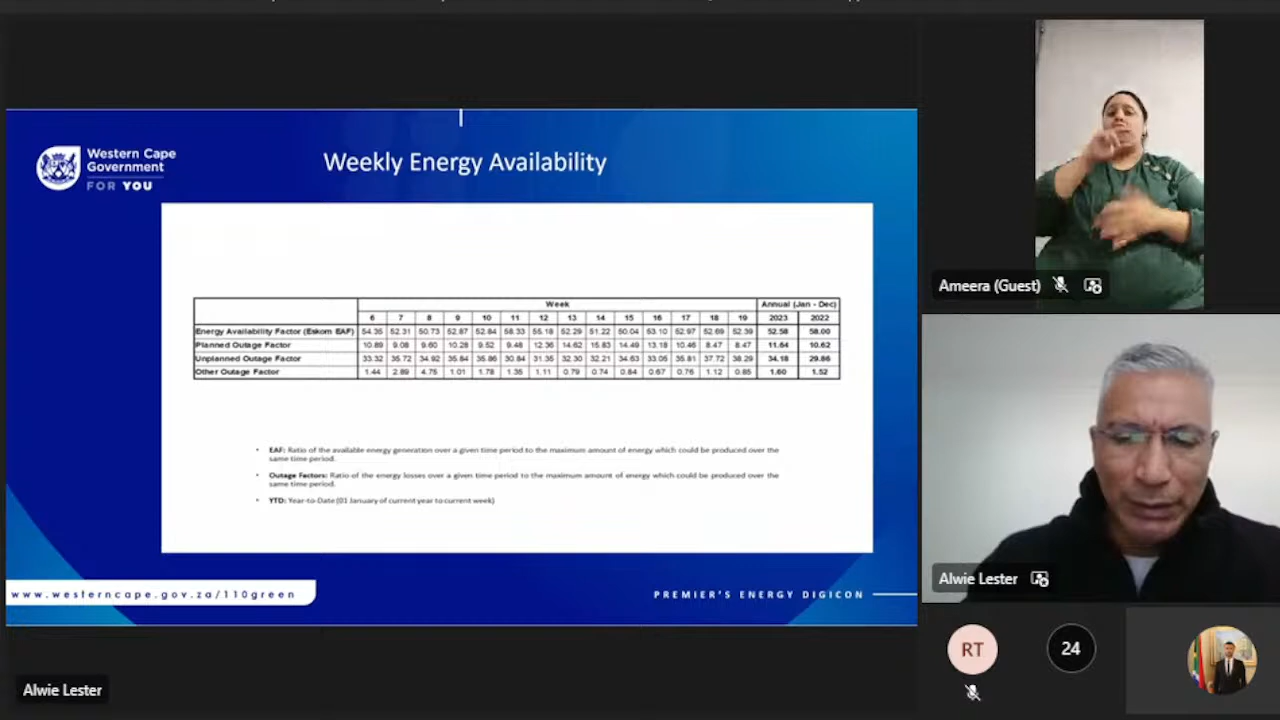 Western Cape
Government
FOR YOU
Weekly Energy Availability
Week Annual (Jan - Dec)
6 7 8 9 10 11 12 13 14 15 16 17 18 19 2023 2022
Energy Availability Factor (Eskom EAF) 54.35 52.31 50.73 52.87 52.84 58.33 55.18 52.29 51.22 50.04 53.10 52.97 52.69 52.39 52.58 58.00
Planned Outage Factor 10.89 9.08 9.60 10.28 9.52 9.48 12.36 14.62 15.83 14.49 13.18 10.46 8.47 8.47 11.64 10.62
Unplanned Outage Factor 33.32 35.72 34.92 35.84 35.86 30.84 31.35 32.30 32.21 34.63 33.05 35.81 37.72 38.29 34.18 29.86
Other Outage Factor 1.44 2.89 4.75 1.01 1.78 1.35 1.11 0.79 0.74 0.84 0.67 0.76 1.12 0.85 1.60 1.52
• EAF: Ratio of the available energy generation over a given time period to the maximum amount of energy which could be produced over the
same time period.
• Outage Factors: Ratio of the energy losses over a given time period to the maximum amount of energy which could be produced over the
same time period.
• YTD: Year-to-Date (01 January of current year to current week)
www.westerncape.gov.za/110green
PREMIER'S ENERGY DIGICON
Alwie Lester
Ameera (Guest)
Alwie Lester
RT
24